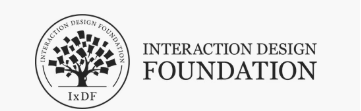 INTERACTION DESIGN FOUNDATION
IxDF
INTERACTION DESIGN
FOUNDATION